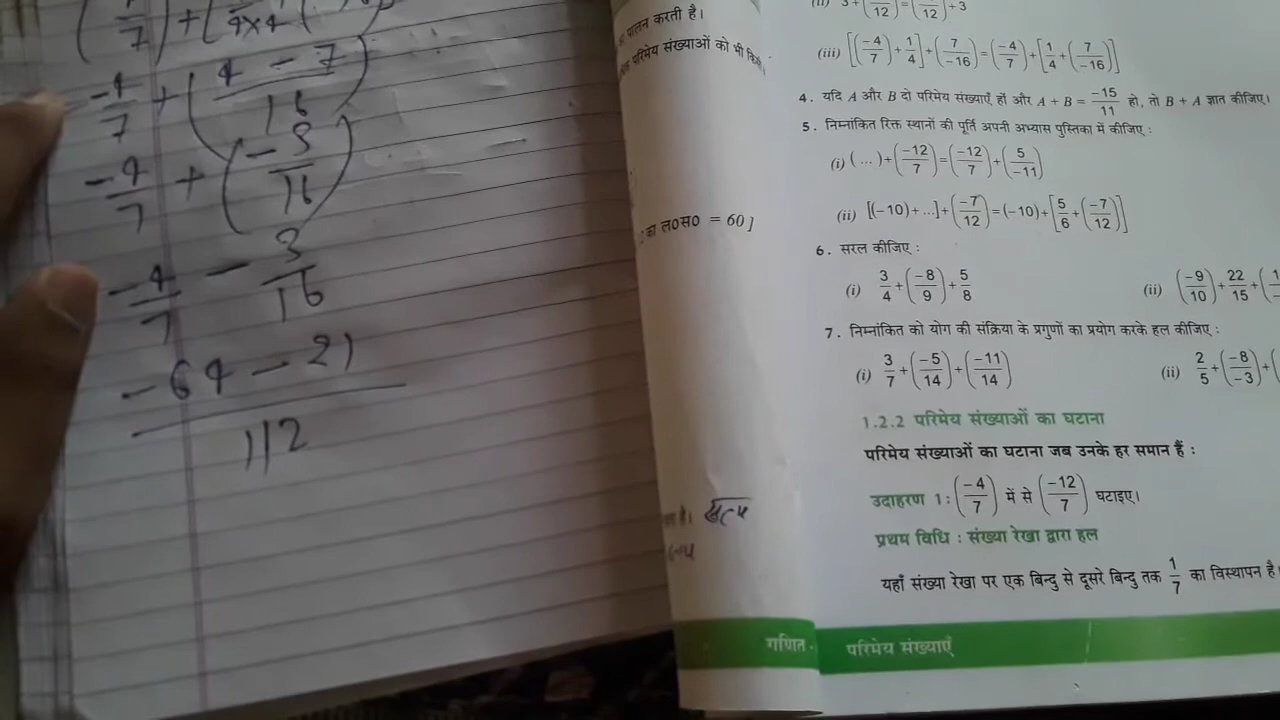 7 ) + ( 4×4
-4/7 + ( 4 - 7 / 16 )
-4/7 + ( -3/16 )
-4/7 - 3/16
-64 - 21
112
पालन करती है।
परिमेय संख्याओं को भी
का ल0स0 = 60]
(iii) [(-4/7) + 1/4] + (7/-16) = (-4/7) + [1/4 + (7/-16)]
4. यदि A और B दो परिमेय संख्याएँ हों और A + B = -15/11 हो, तो B + A ज्ञात कीजिए।
5. निम्नांकित रिक्त स्थानों की पूर्ति अपनी अभ्यास पुस्तिका में कीजिए :
(i) (...) + (-12/7) = (-12/7) + (5/-11)
(ii) [(-10) + ...] + (-7/12) = (-10) + [5/6 + (-7/12)]
6. सरल कीजिए :
(i) 3/4 + (-8/9) + 5/8
(ii) (-9/10) + 22/15 + (
7. निम्नांकित को योग की संक्रिया के प्रगुणों का प्रयोग करके हल कीजिए :
(i) 3/7 + (-5/14) + (-11/14)
(ii) 2/5 + (-8/-3) + (
1.2.2 परिमेय संख्याओं का घटाना
परिमेय संख्याओं का घटाना जब उनके हर समान हैं :
उदाहरण 1 : (-4/7) में से (-12/7) घटाइए।
प्रथम विधि : संख्या रेखा द्वारा हल
यहाँ संख्या रेखा पर एक बिन्दु से दूसरे बिन्दु तक 1/7 का विस्थापन है
गणित
परिमेय संख्याएँ